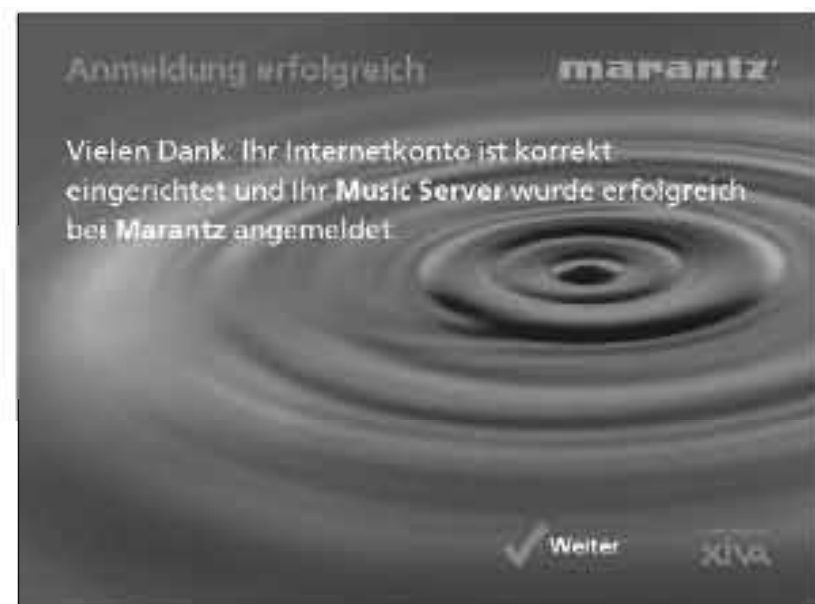 Anmeldung erfolgreich
marantz
Vielen Dank. Ihr Internetkonto ist korrekt
eingerichtet und Ihr Music Server wurde erfolgreich
bei Marantz angemeldet.
Weiter
XiVA